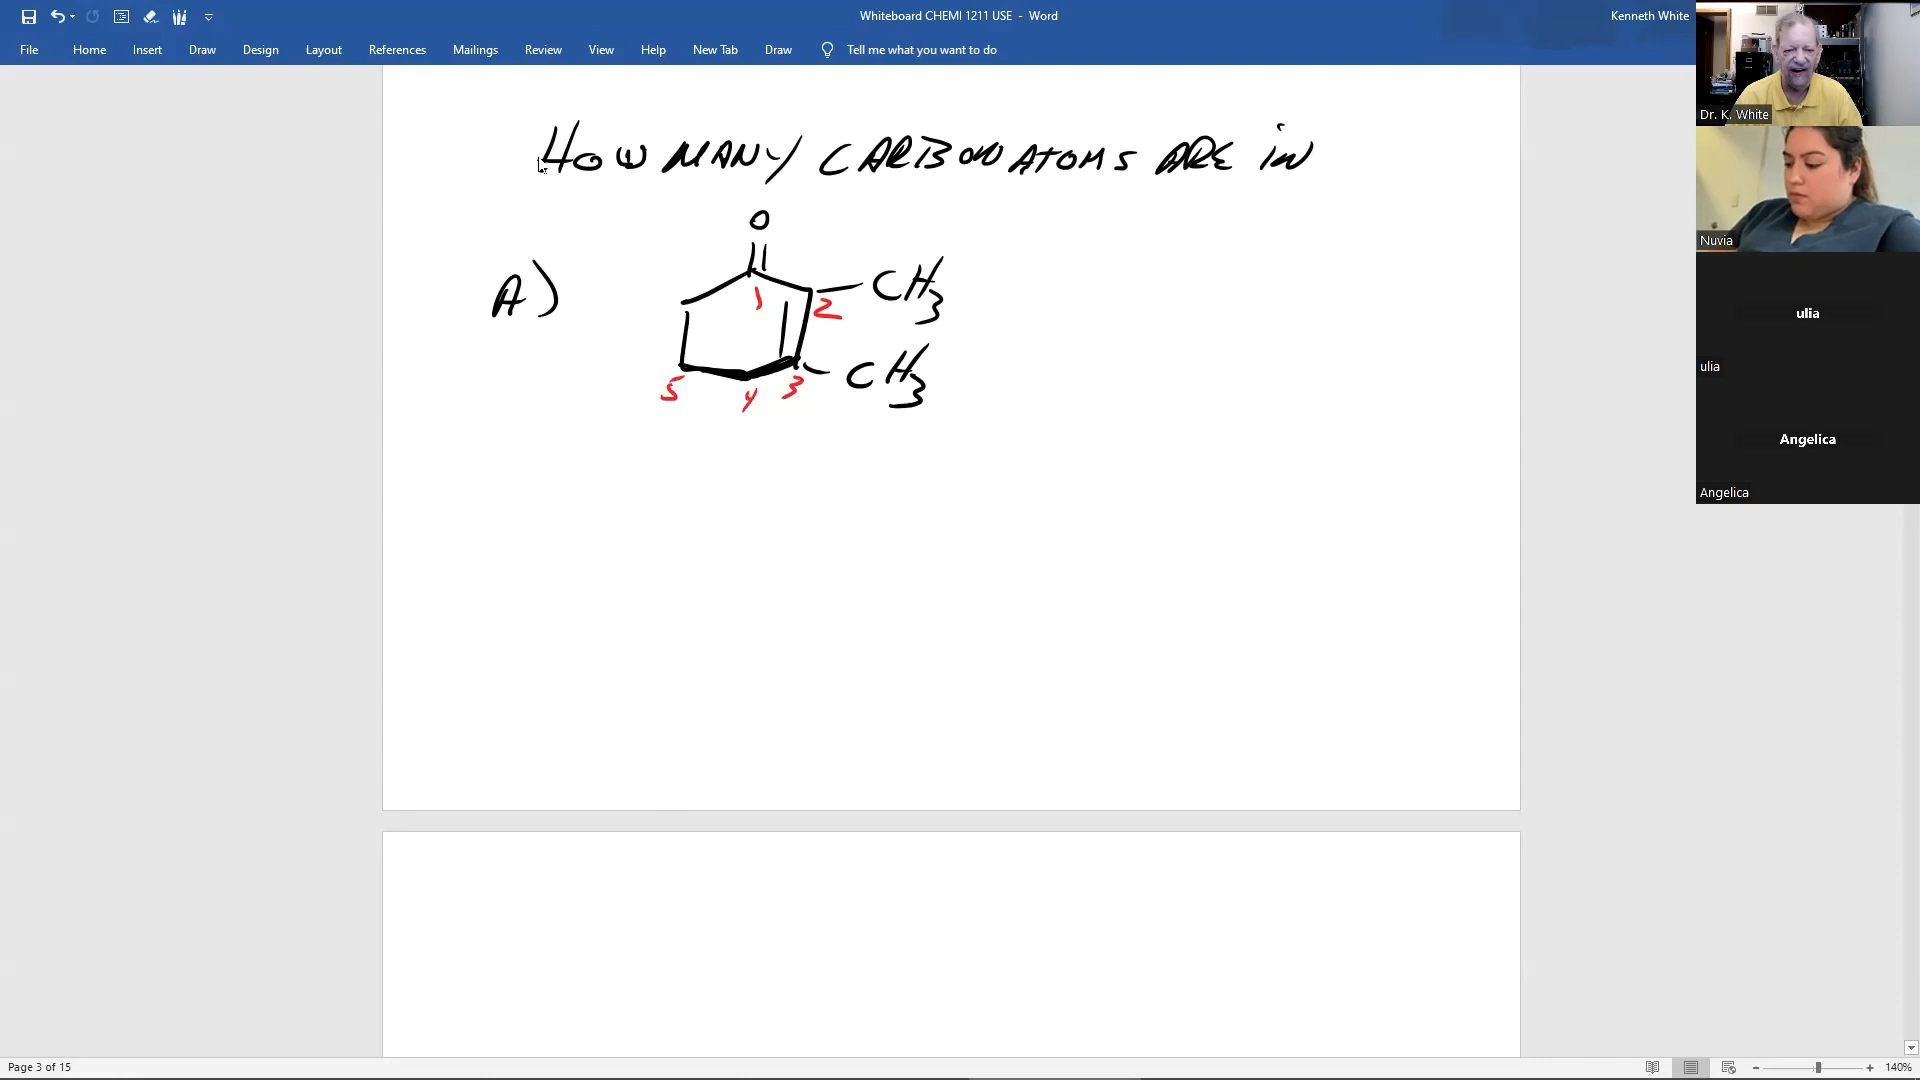 Whiteboard CHEMI 1211 USE - Word
Kenneth White
File Home Insert Draw Design Layout References Mailings Review View Help New Tab Draw Tell me what you want to do
Dr. K. White
HOW MANY CARBON ATOMS ARE IN
Nuvia
O
A)
CH3
1
2
ulia
CH3
ulia
5
4
3
Angelica
Angelica
Page 3 of 15
140%